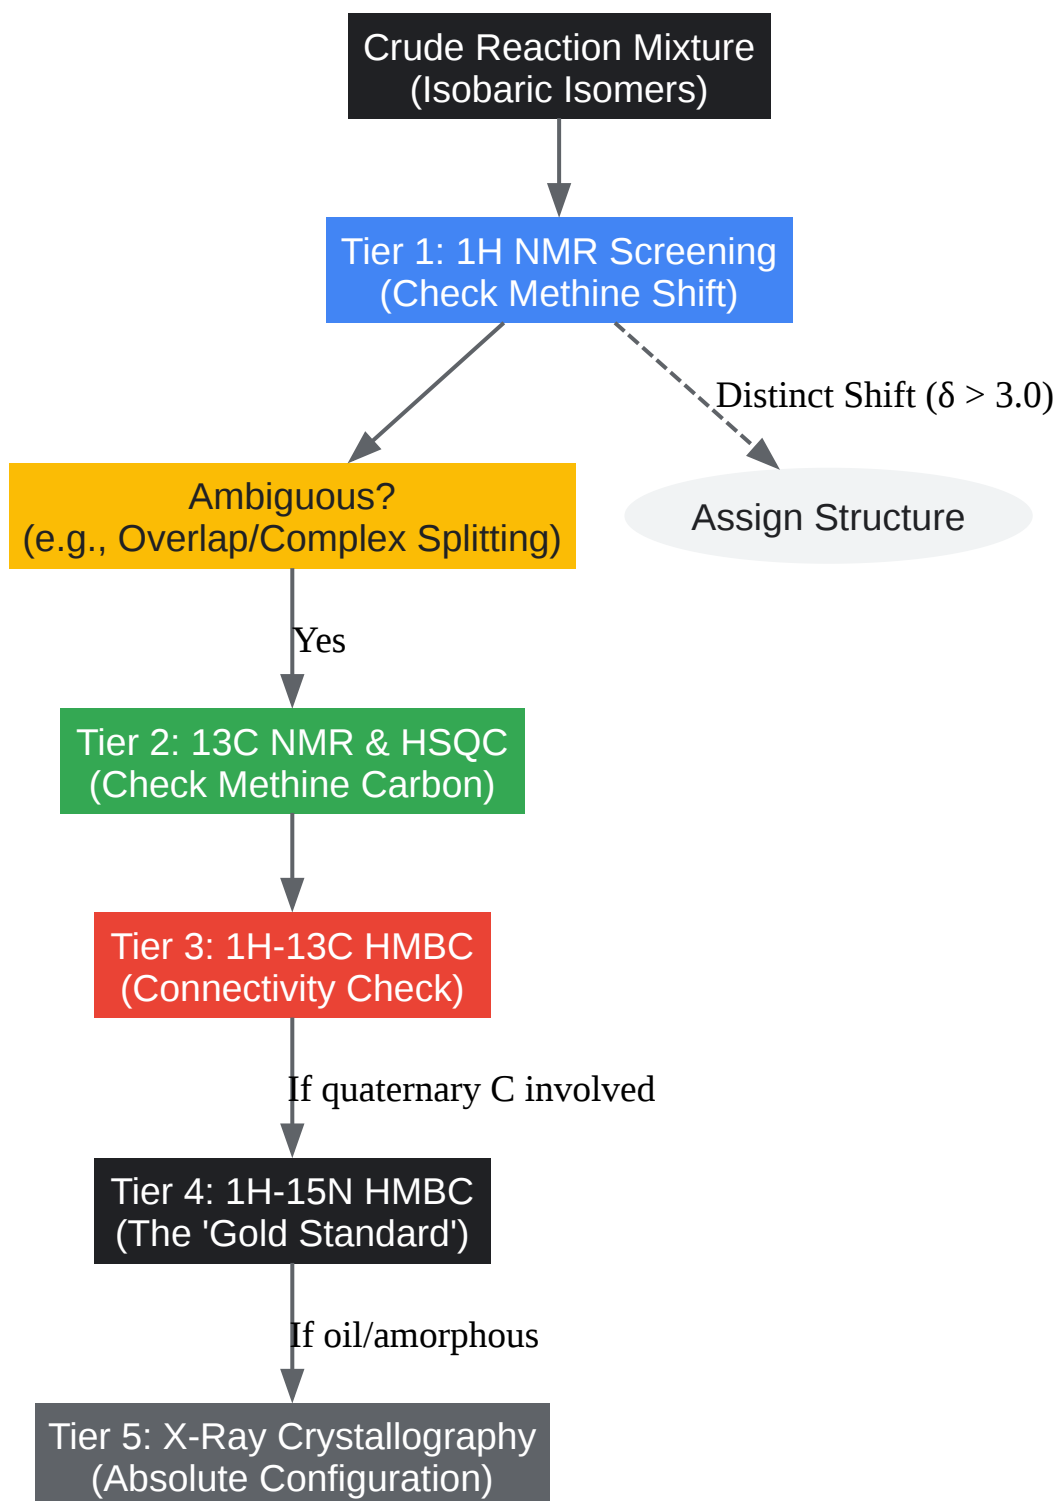 Crude Reaction Mixture
(Isobaric Isomers)
Tier 1: 1H NMR Screening
(Check Methine Shift)
Distinct Shift (δ > 3.0)
Ambiguous?
(e.g., Overlap/Complex Splitting)
Assign Structure
Yes
Tier 2: 13C NMR & HSQC
(Check Methine Carbon)
Tier 3: 1H-13C HMBC
(Connectivity Check)
If quaternary C involved
Tier 4: 1H-15N HMBC
(The 'Gold Standard')
If oil/amorphous
Tier 5: X-Ray Crystallography
(Absolute Configuration)